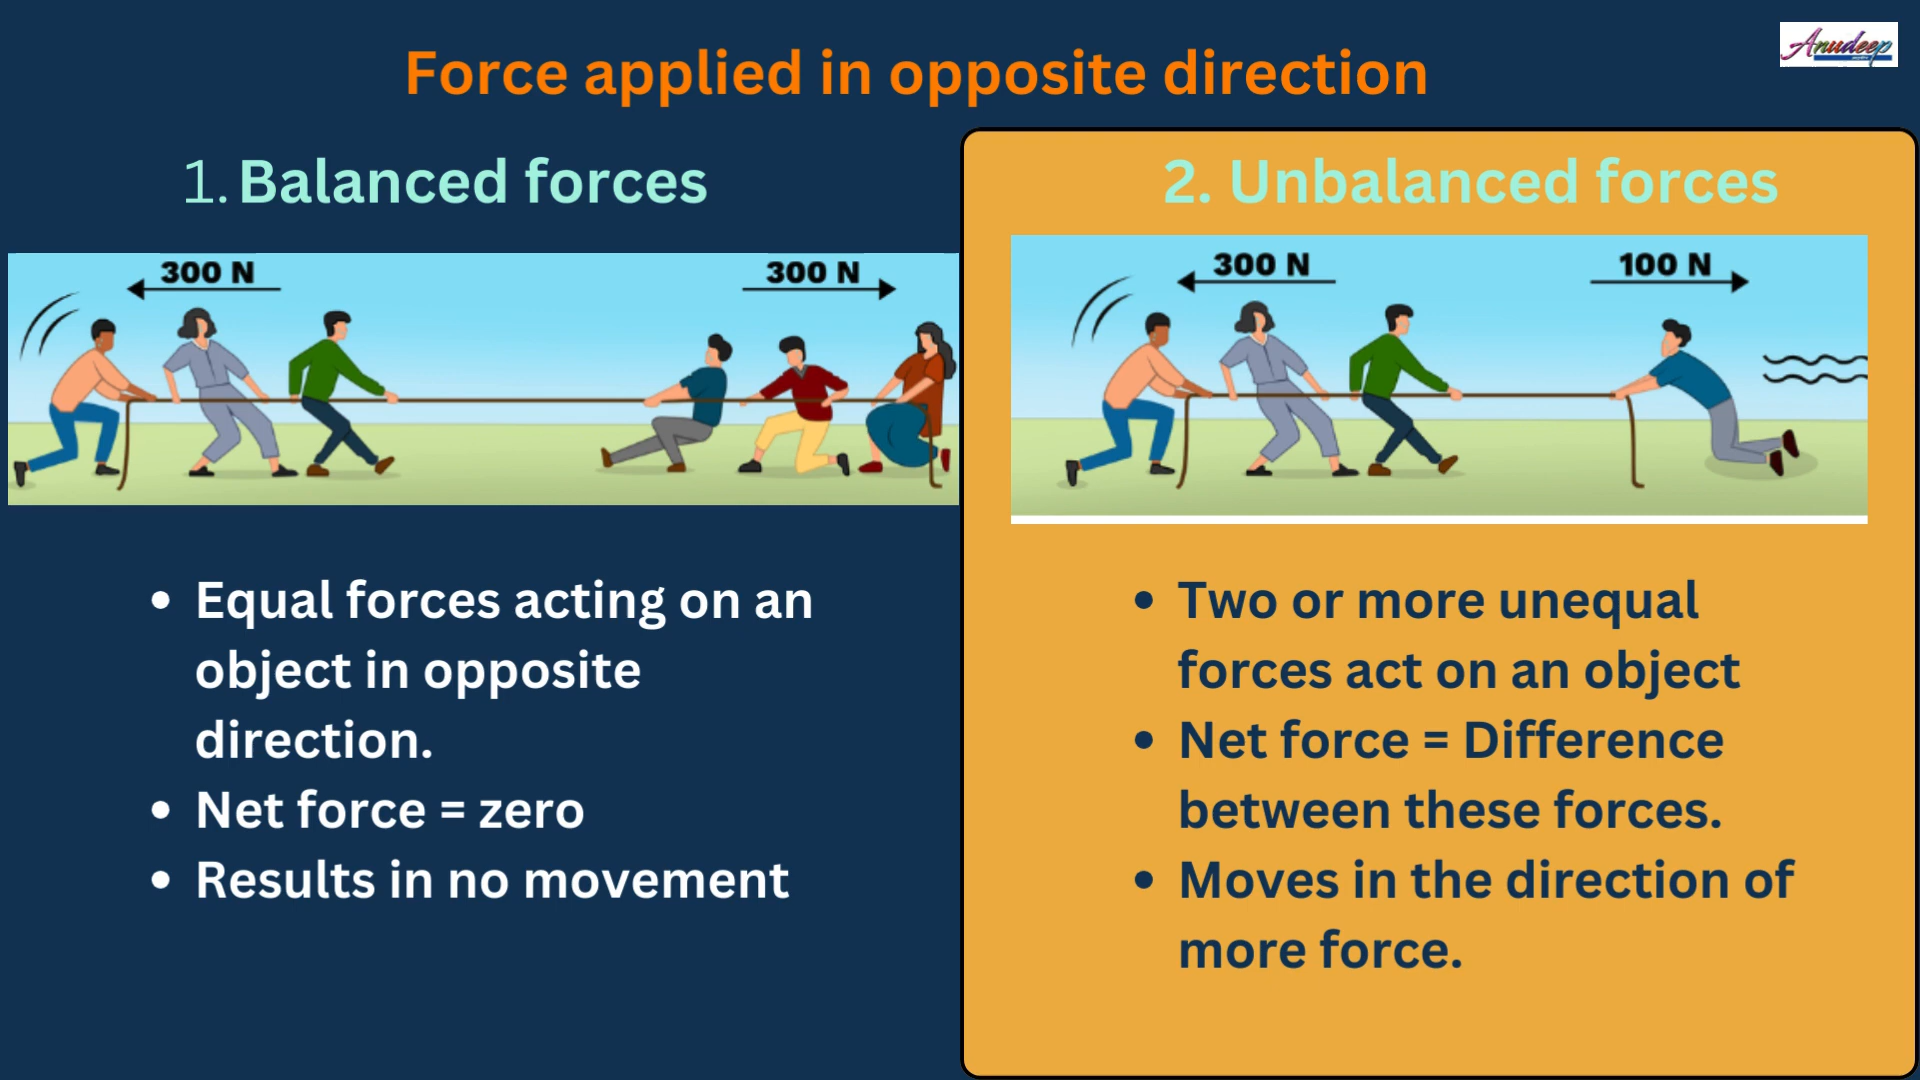 Anudeep
Force applied in opposite direction
1. Balanced forces
300 N
300 N
• Equal forces acting on an
object in opposite
direction.
• Net force = zero
• Results in no movement
2. Unbalanced forces
300 N
100 N
• Two or more unequal
forces act on an object
• Net force = Difference
between these forces.
• Moves in the direction of
more force.